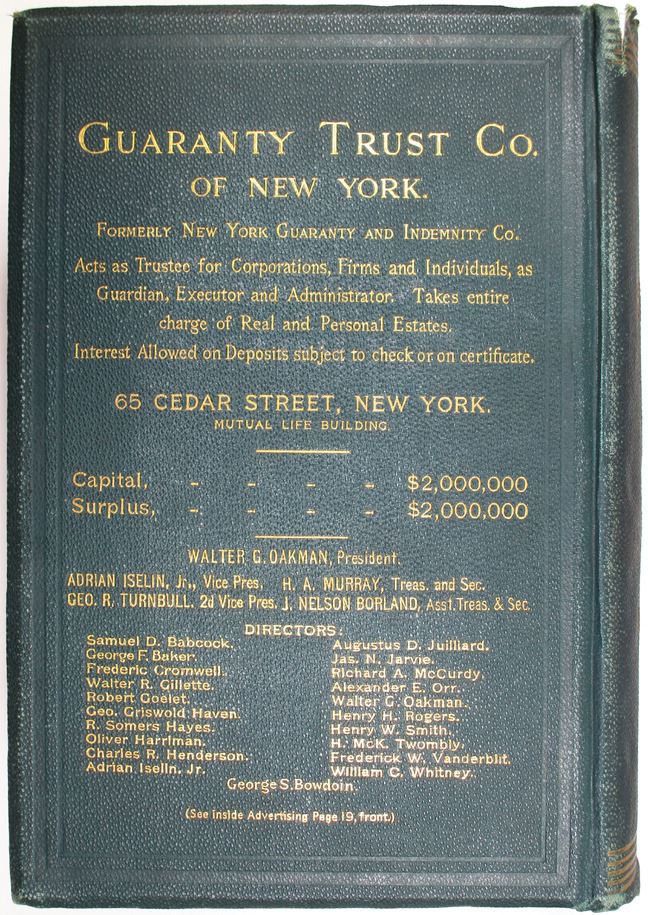 GUARANTY TRUST CO.
OF NEW YORK.
FORMERLY NEW YORK GUARANTY AND INDEMNITY CO.
Acts as Trustee for Corporations, Firms and Individuals, as
Guardian, Executor and Administrator. Takes entire
charge of Real and Personal Estates.
Interest Allowed on Deposits subject to check or on certificate.
65 CEDAR STREET, NEW YORK.
MUTUAL LIFE BUILDING.
Capital, - - - - $2,000,000
Surplus, - - - - $2,000,000
WALTER G. OAKMAN, President.
ADRIAN ISELIN, Jr., Vice Pres. H. A. MURRAY, Treas. and Sec.
GEO. R. TURNBULL, 2d Vice Pres. J. NELSON BORLAND, Asst. Treas. & Sec.
DIRECTORS:
Samuel D. Babcock.
George F. Baker.
Frederic Cromwell.
Walter R. Gillette.
Robert Goelet.
Geo. Griswold Haven.
R. Somers Hayes.
Oliver Harriman.
Charles R. Henderson.
Adrian Iselin, Jr.
Augustus D. Juilliard.
Jas. N. Jarvie.
Richard A. McCurdy.
Alexander E. Orr.
Walter G. Oakman.
Henry H. Rogers.
Henry W. Smith.
H. McK. Twombly.
Frederick W. Vanderbilt.
William C. Whitney.
George S. Bowdoin.
(See inside Advertising Page 19, front.)